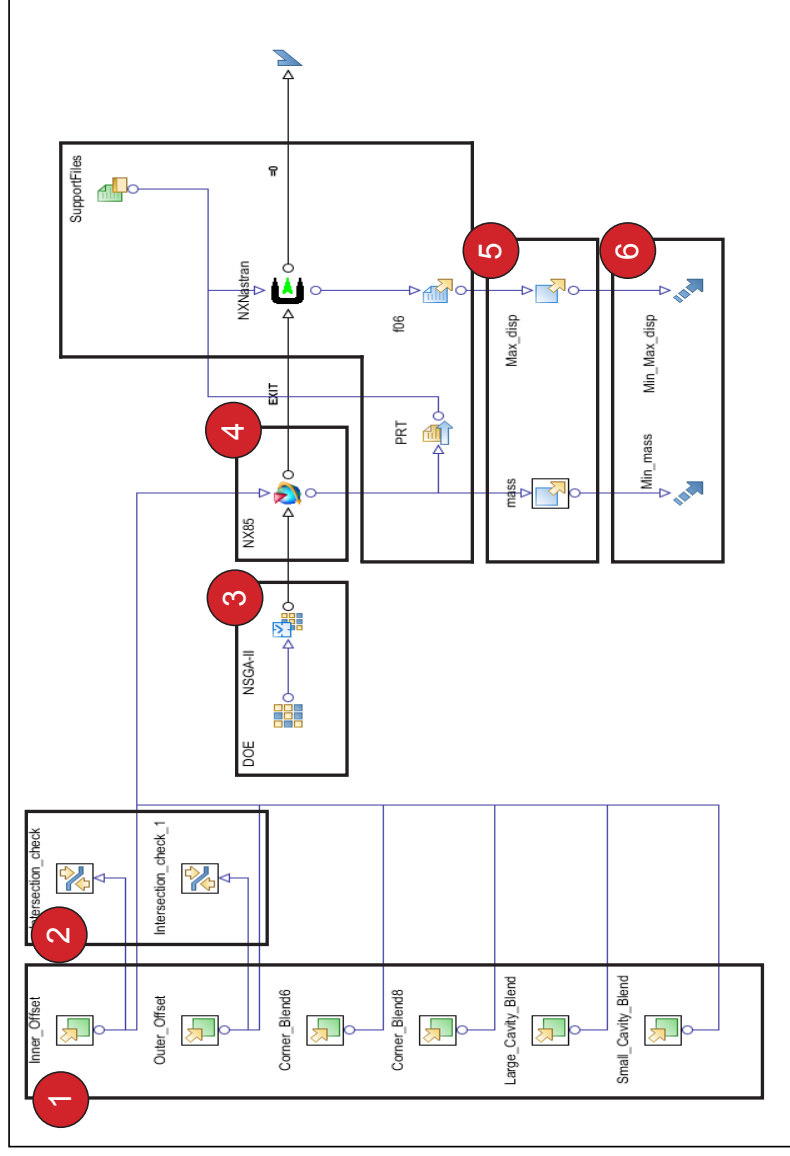 1
Inner_Offset
Outer_Offset
Corner_Blend6
Corner_Blend8
Large_Cavity_Blend
Small_Cavity_Blend
2
Intersection_check
Intersection_check_1
3
DOE
NSGA-II
4
NX85
EXIT
SupportFiles
NXNastran
=0
PRT
f06
5
mass
Max_disp
6
Min_mass
Min_Max_disp